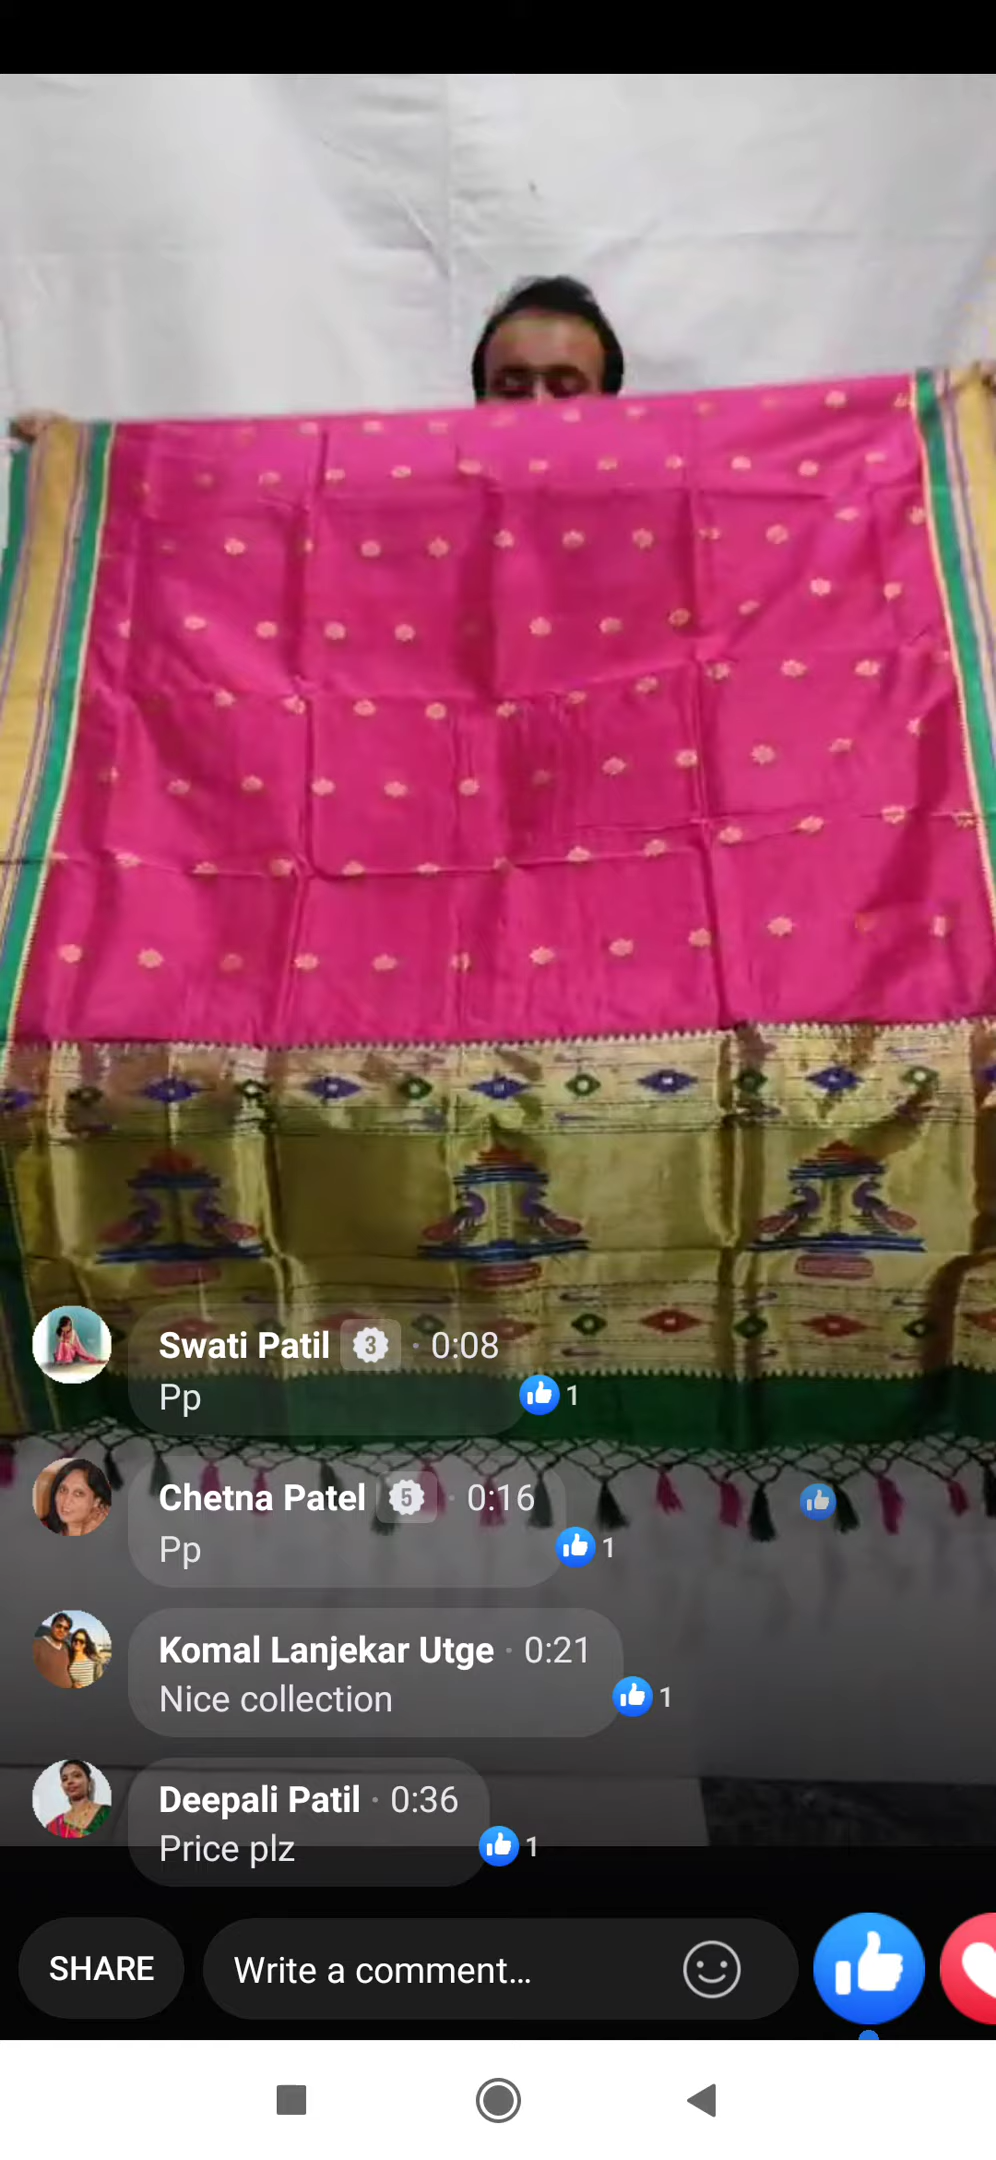 Swati Patil 3 · 0:08
Pp
1
Chetna Patel 5 · 0:16
Pp
1
Komal Lanjekar Utge · 0:21
Nice collection
1
Deepali Patil · 0:36
Price plz
1
SHARE
Write a comment...